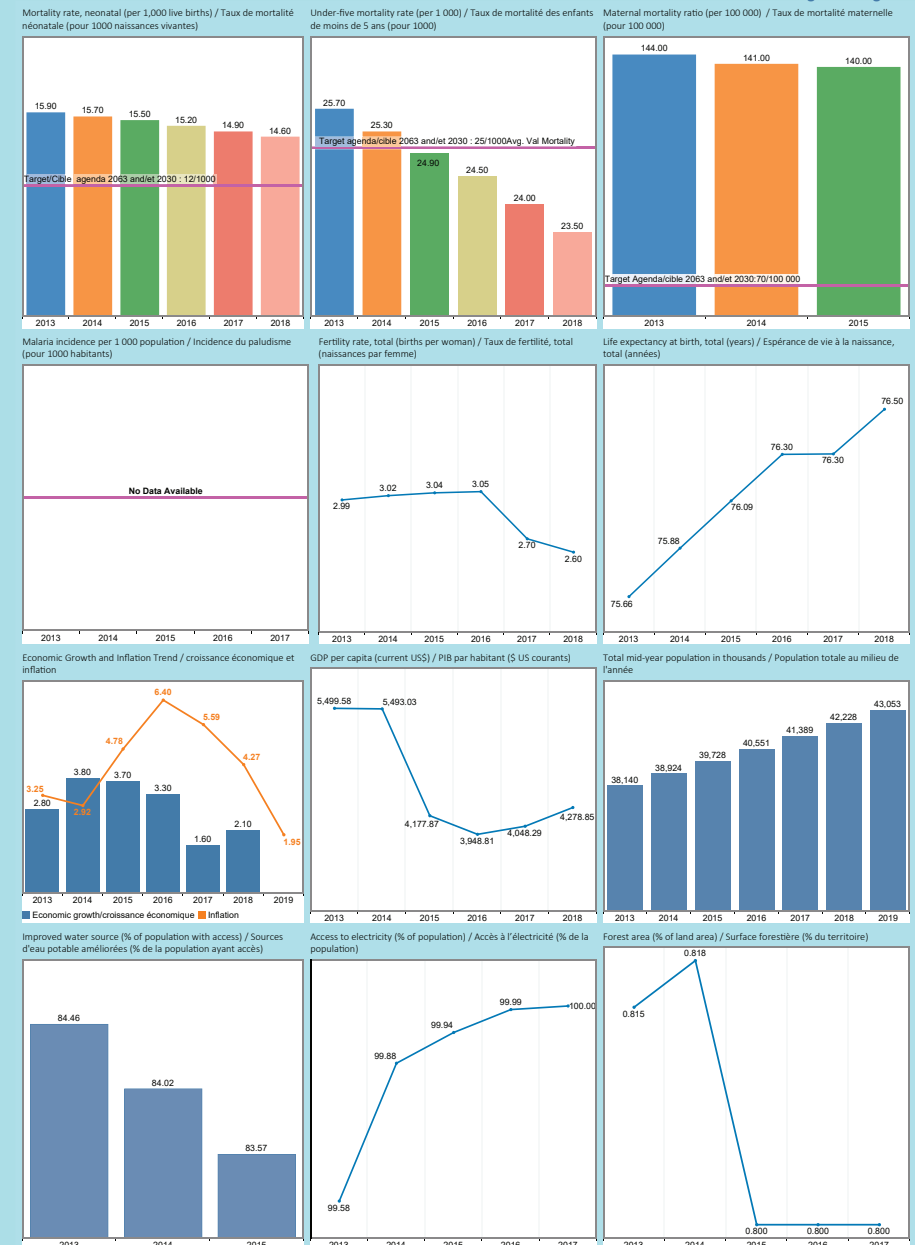 Mortality rate, neonatal (per 1,000 live births) / Taux de mortalité
néonatale (pour 1000 naissances vivantes)
15.90
15.70
15.50
15.20
14.90
14.60
Target/Cible agenda 2063 and/et 2030 : 12/1000
2013 2014 2015 2016 2017 2018
Under-five mortality rate (per 1 000) / Taux de mortalité des enfants
de moins de 5 ans (pour 1000)
25.70
25.30
Target agenda/cible 2063 and/et 2030 : 25/1000Avg. Val Mortality
24.90
24.50
24.00
23.50
2013 2014 2015 2016 2017 2018
Maternal mortality ratio (per 100 000) / Taux de mortalité maternelle
(pour 100 000)
144.00
141.00
140.00
Target Agenda/cible 2063 and/et 2030:70/100 000
2013 2014 2015
Malaria incidence per 1 000 population / Incidence du paludisme
(pour 1000 habitants)
No Data Available
2013 2014 2015 2016 2017
Fertility rate, total (births per woman) / Taux de fertilité, total
(naissances par femme)
2.99
3.02
3.04
3.05
2.70
2.60
2013 2014 2015 2016 2017 2018
Life expectancy at birth, total (years) / Espérance de vie à la naissance,
total (années)
75.66
75.88
76.09
76.30
76.30
76.50
2013 2014 2015 2016 2017 2018
Economic Growth and Inflation Trend / croissance économique et
inflation
3.25
2.92
4.78
6.40
5.59
4.27
1.95
2.80
3.80
3.70
3.30
1.60
2.10
2013 2014 2015 2016 2017 2018 2019
Economic growth/croissance économique Inflation
GDP per capita (current US$) / PIB par habitant ($ US courants)
5,499.58
5,493.03
4,177.87
3,948.81
4,048.29
4,278.85
2013 2014 2015 2016 2017 2018
Total mid-year population in thousands / Population totale au milieu de
l'année
38,140
38,924
39,728
40,551
41,389
42,228
43,053
2013 2014 2015 2016 2017 2018 2019
Improved water source (% of population with access) / Sources
d'eau potable améliorées (% de la population ayant accès)
84.46
84.02
83.57
2013 2014 2015
Access to electricity (% of population) / Accès à l'électricité (% de la
population)
99.58
99.88
99.94
99.99
100.00
2013 2014 2015 2016 2017
Forest area (% of land area) / Surface forestière (% du territoire)
0.815
0.818
0.800
0.800
0.800
2013 2014 2015 2016 2017